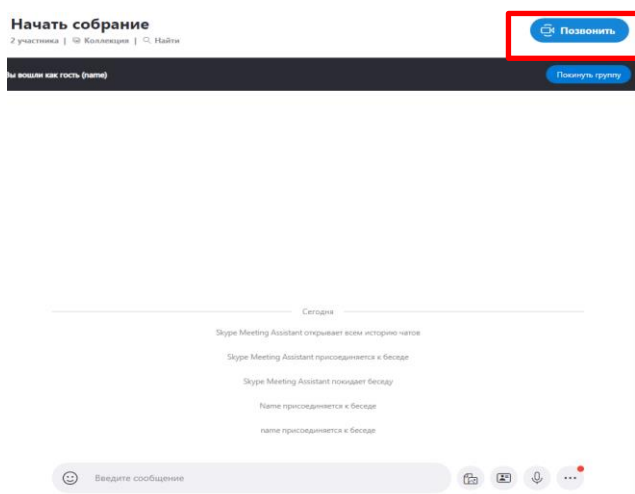 Начать собрание
Позвонить
2 участника | Коллекция | Найти
Вы вошли как гость (name)
Покинуть группу
Сегодня
Skype Meeting Assistant открывает всем историю чатов
Skype Meeting Assistant присоединяется к беседе
Skype Meeting Assistant покидает беседу
Name присоединяется к беседе
name присоединяется к беседе
Введите сообщение